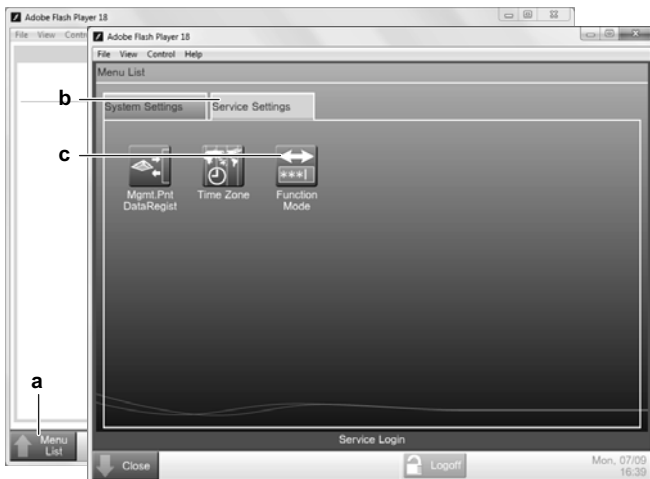 Adobe Flash Player 18
File View Contr
Adobe Flash Player 18
File View Control Help
Menu List
b
System Settings
Service Settings
c
***
Mgmt.Pnt
DataRegist
Time Zone
Function
Mode
a
Menu
List
Service Login
Close
Logoff
Mon, 07/09
16:39